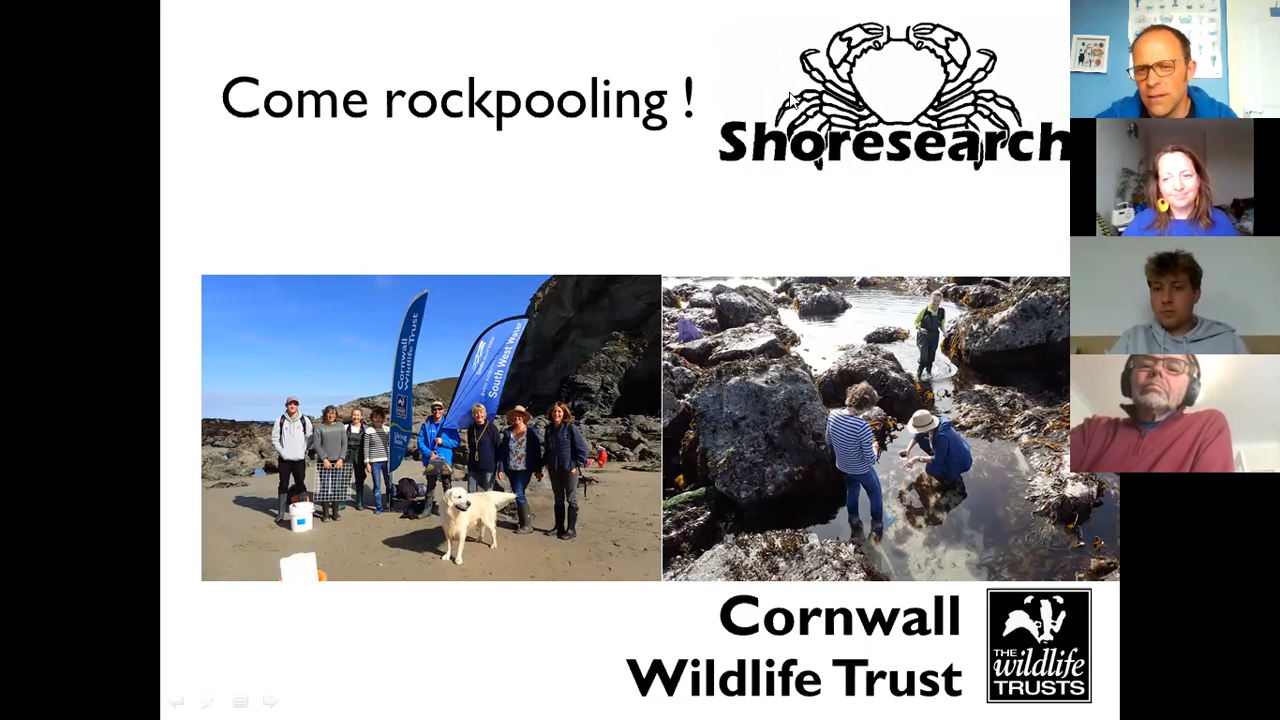 Come rockpooling !
Shoresearch
Cornwall
Wildlife Trust
South West Water
Cornwall
Wildlife Trust
THE
wildlife
TRUSTS